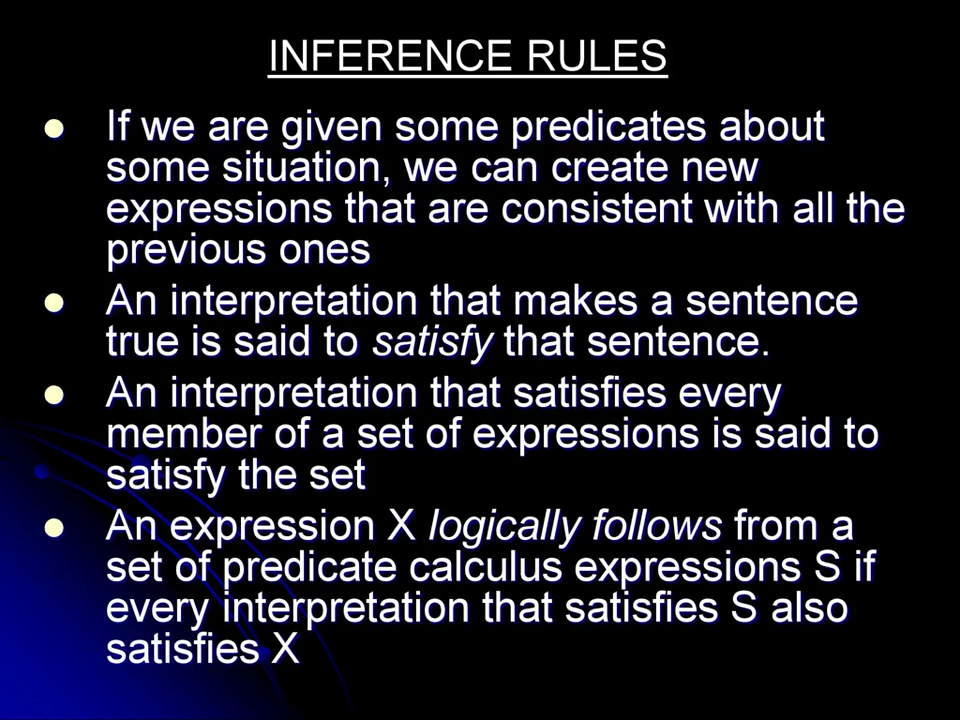 INFERENCE RULES
If we are given some predicates about
some situation, we can create new
expressions that are consistent with all the
previous ones
An interpretation that makes a sentence
true is said to satisfy that sentence.
An interpretation that satisfies every
member of a set of expressions is said to
satisfy the set
An expression X logically follows from a
set of predicate calculus expressions S if
every interpretation that satisfies S also
satisfies X